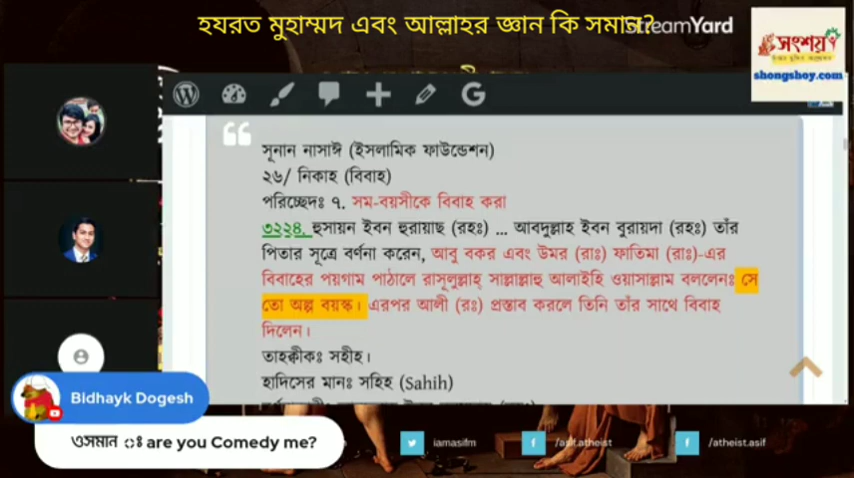 হযরত মুহাম্মদ এবং আল্লাহর জ্ঞান কি সমান?
StreamYard
সংশয়
shongshoy.com
সূনান নাসাঈ (ইসলামিক ফাউন্ডেশন)
২৬/ নিকাহ (বিবাহ)
পরিচ্ছেদঃ ৭. সম-বয়সীকে বিবাহ করা
৩২২৪. হুসায়ন ইবন হুরায়াছ (রহঃ) ... আবদুল্লাহ ইবন বুরায়দা (রহঃ) তাঁর
পিতার সূত্রে বর্ণনা করেন, আবু বকর এবং উমর (রাঃ) ফাতিমা (রাঃ)-এর
বিবাহের পয়গাম পাঠালে রাসূলুল্লাহ্ সাল্লাল্লাহু আলাইহি ওয়াসাল্লাম বললেনঃ সে
তো অল্প বয়স্ক। এরপর আলী (রঃ) প্রস্তাব করলে তিনি তাঁর সাথে বিবাহ
দিলেন।
তাহক্বীকঃ সহীহ।
হাদিসের মানঃ সহিহ (Sahih)
Bidhayk Dogesh
ওসমান ঃ are you Comedy me?
iamasifm
/asif.atheist
/atheist.asif